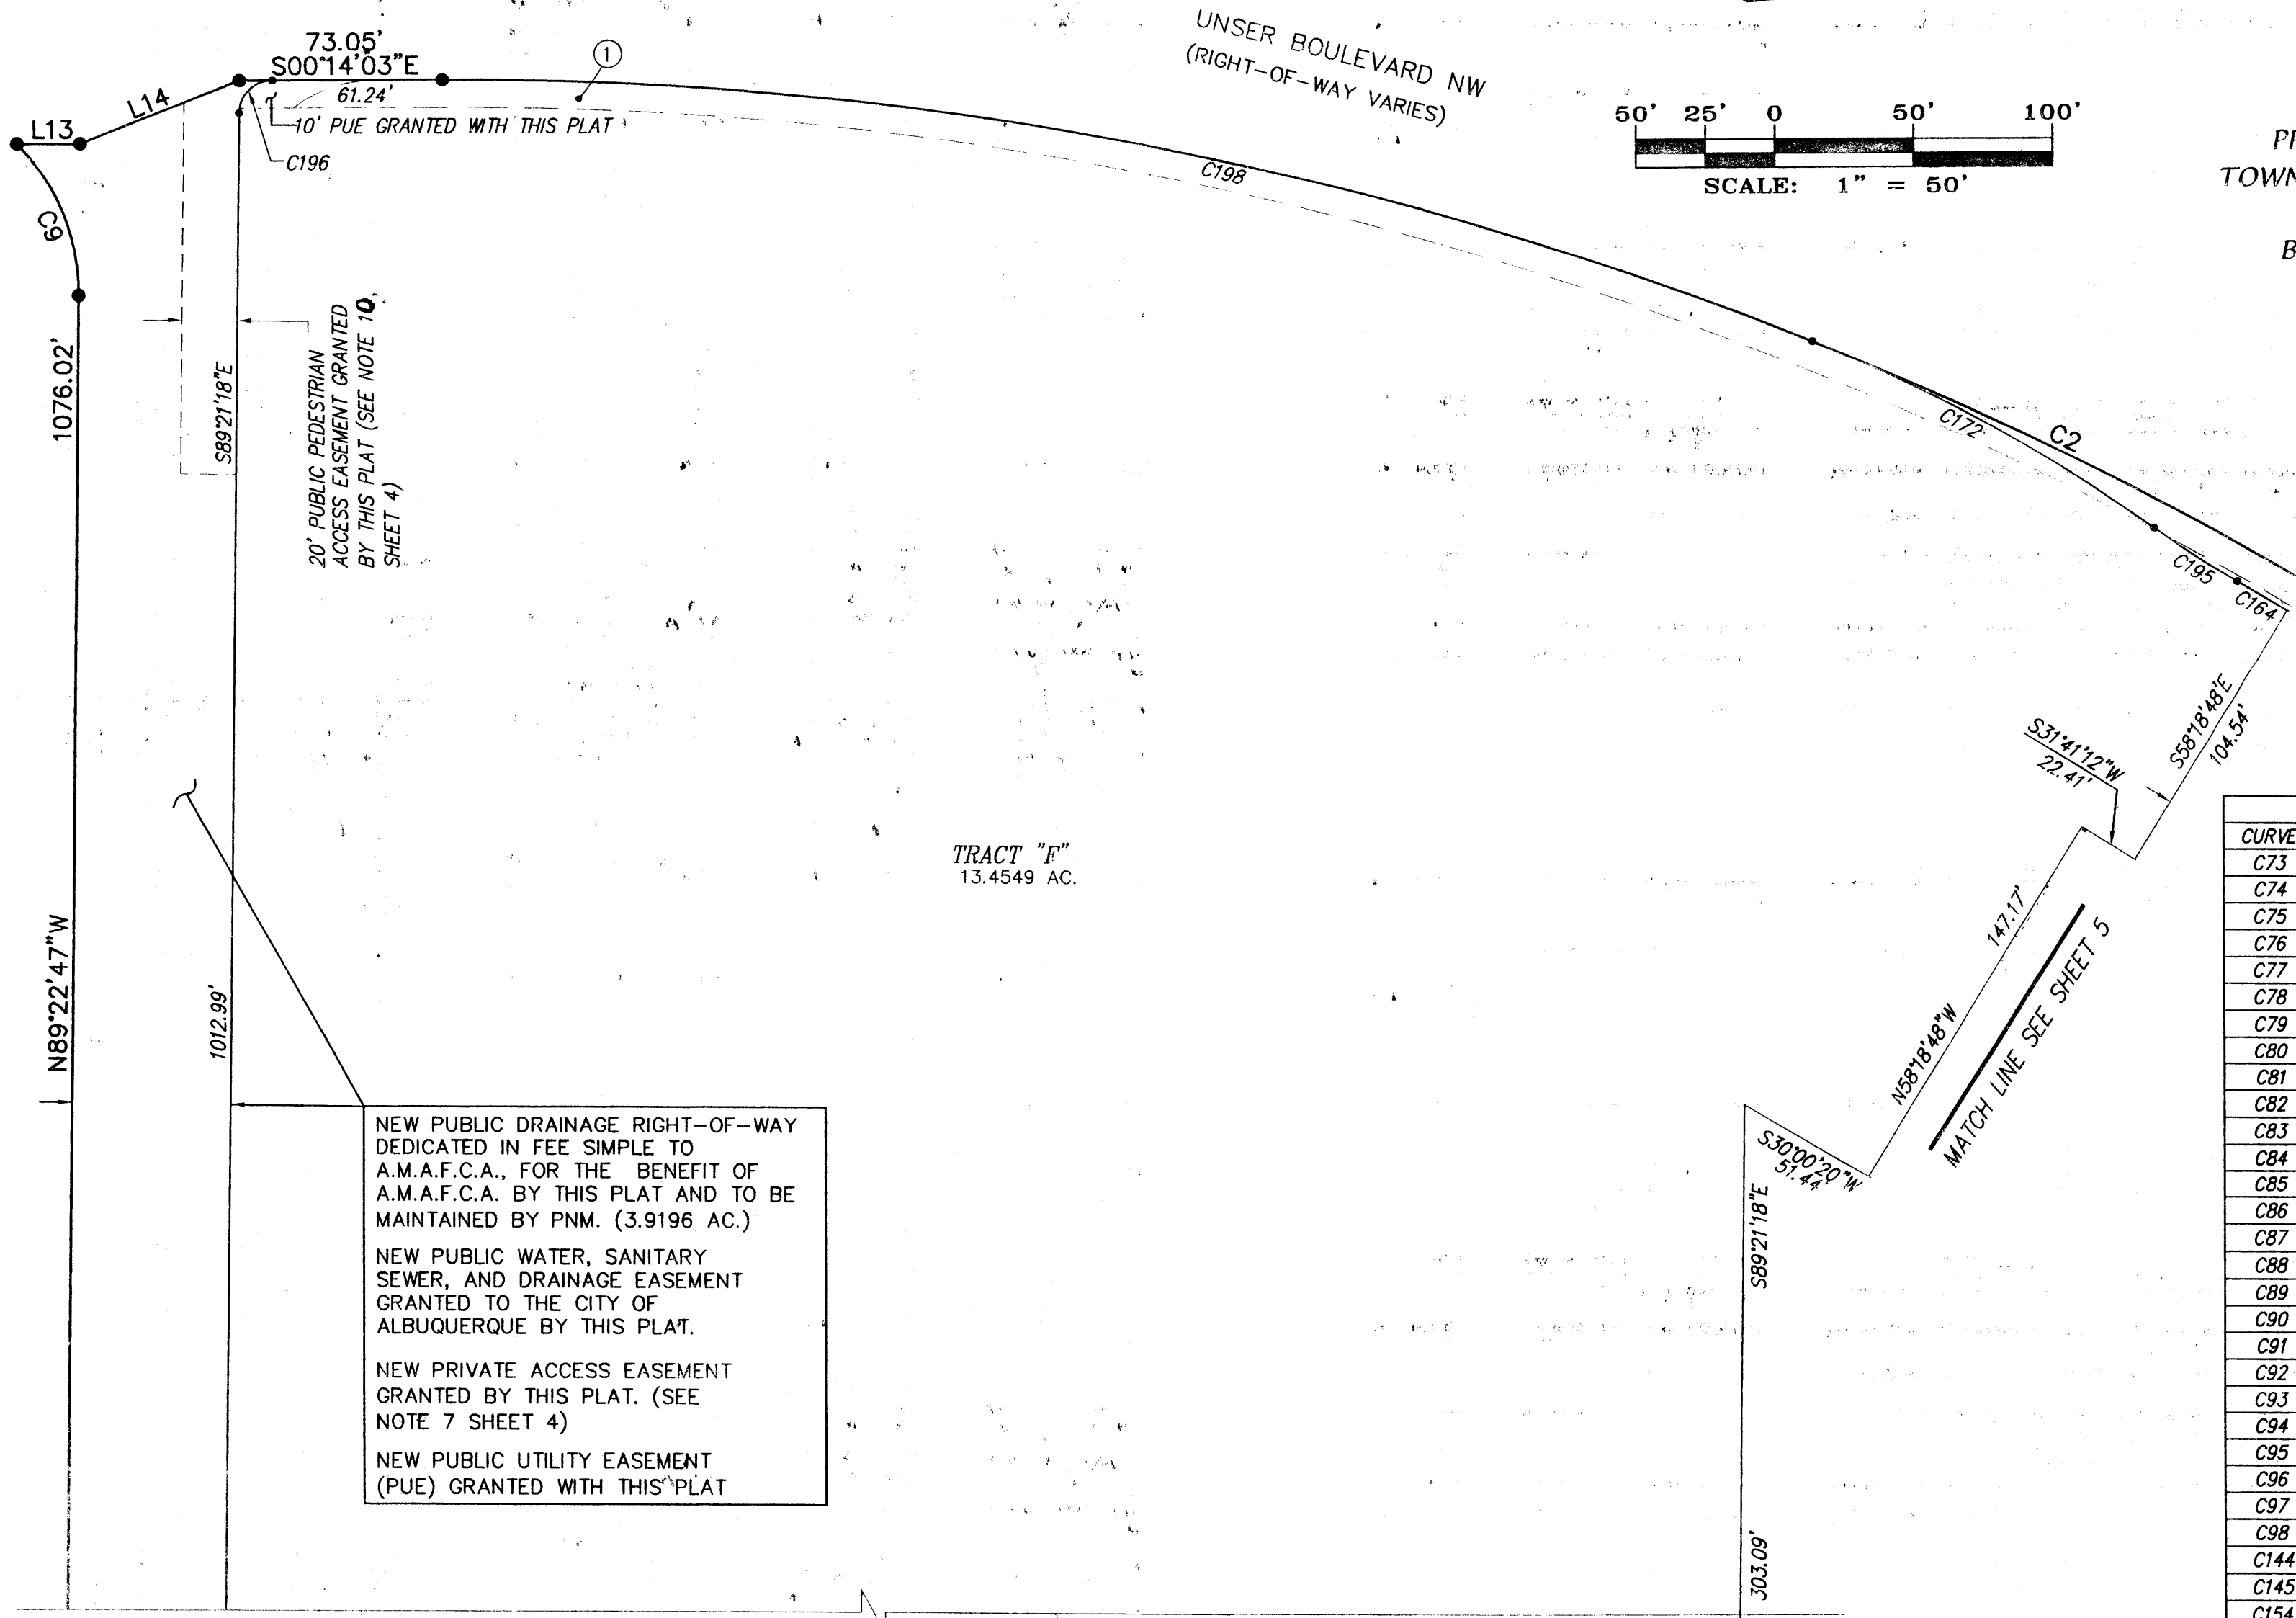 UNSER BOULEVARD NW
(RIGHT-OF-WAY VARIES)
73.05'
S00°14'03"E
61.24'
1
10' PUE GRANTED WITH THIS PLAT
L14
L13
C196
C9
C198
50' 25' 0 50' 100'
SCALE: 1" = 50'
TOWN
B
1076.02'
N89°22'47"W
S89°21'18"E
1012.99'
20' PUBLIC PEDESTRIAN
ACCESS EASEMENT GRANTED
BY THIS PLAT (SEE NOTE 10,
SHEET 4)
C172
C2
C195
C164
S58°18'48'E
104.54'
S31°41'12"W
22.41'
TRACT "F"
13.4549 AC.
147.17'
N58°18'48"W
MATCH LINE SEE SHEET 5
S30°00'20"W
51.44'
S89°21'18"E
303.09'
NEW PUBLIC DRAINAGE RIGHT-OF-WAY
DEDICATED IN FEE SIMPLE TO
A.M.A.F.C.A., FOR THE BENEFIT OF
A.M.A.F.C.A. BY THIS PLAT AND TO BE
MAINTAINED BY PNM. (3.9196 AC.)
NEW PUBLIC WATER, SANITARY
SEWER, AND DRAINAGE EASEMENT
GRANTED TO THE CITY OF
ALBUQUERQUE BY THIS PLAT.
NEW PRIVATE ACCESS EASEMENT
GRANTED BY THIS PLAT. (SEE
NOTE 7 SHEET 4)
NEW PUBLIC UTILITY EASEMENT
(PUE) GRANTED WITH THIS PLAT
CURVE
C73
C74
C75
C76
C77
C78
C79
C80
C81
C82
C83
C84
C85
C86
C87
C88
C89
C90
C91
C92
C93
C94
C95
C96
C97
C98
C144
C145
C154